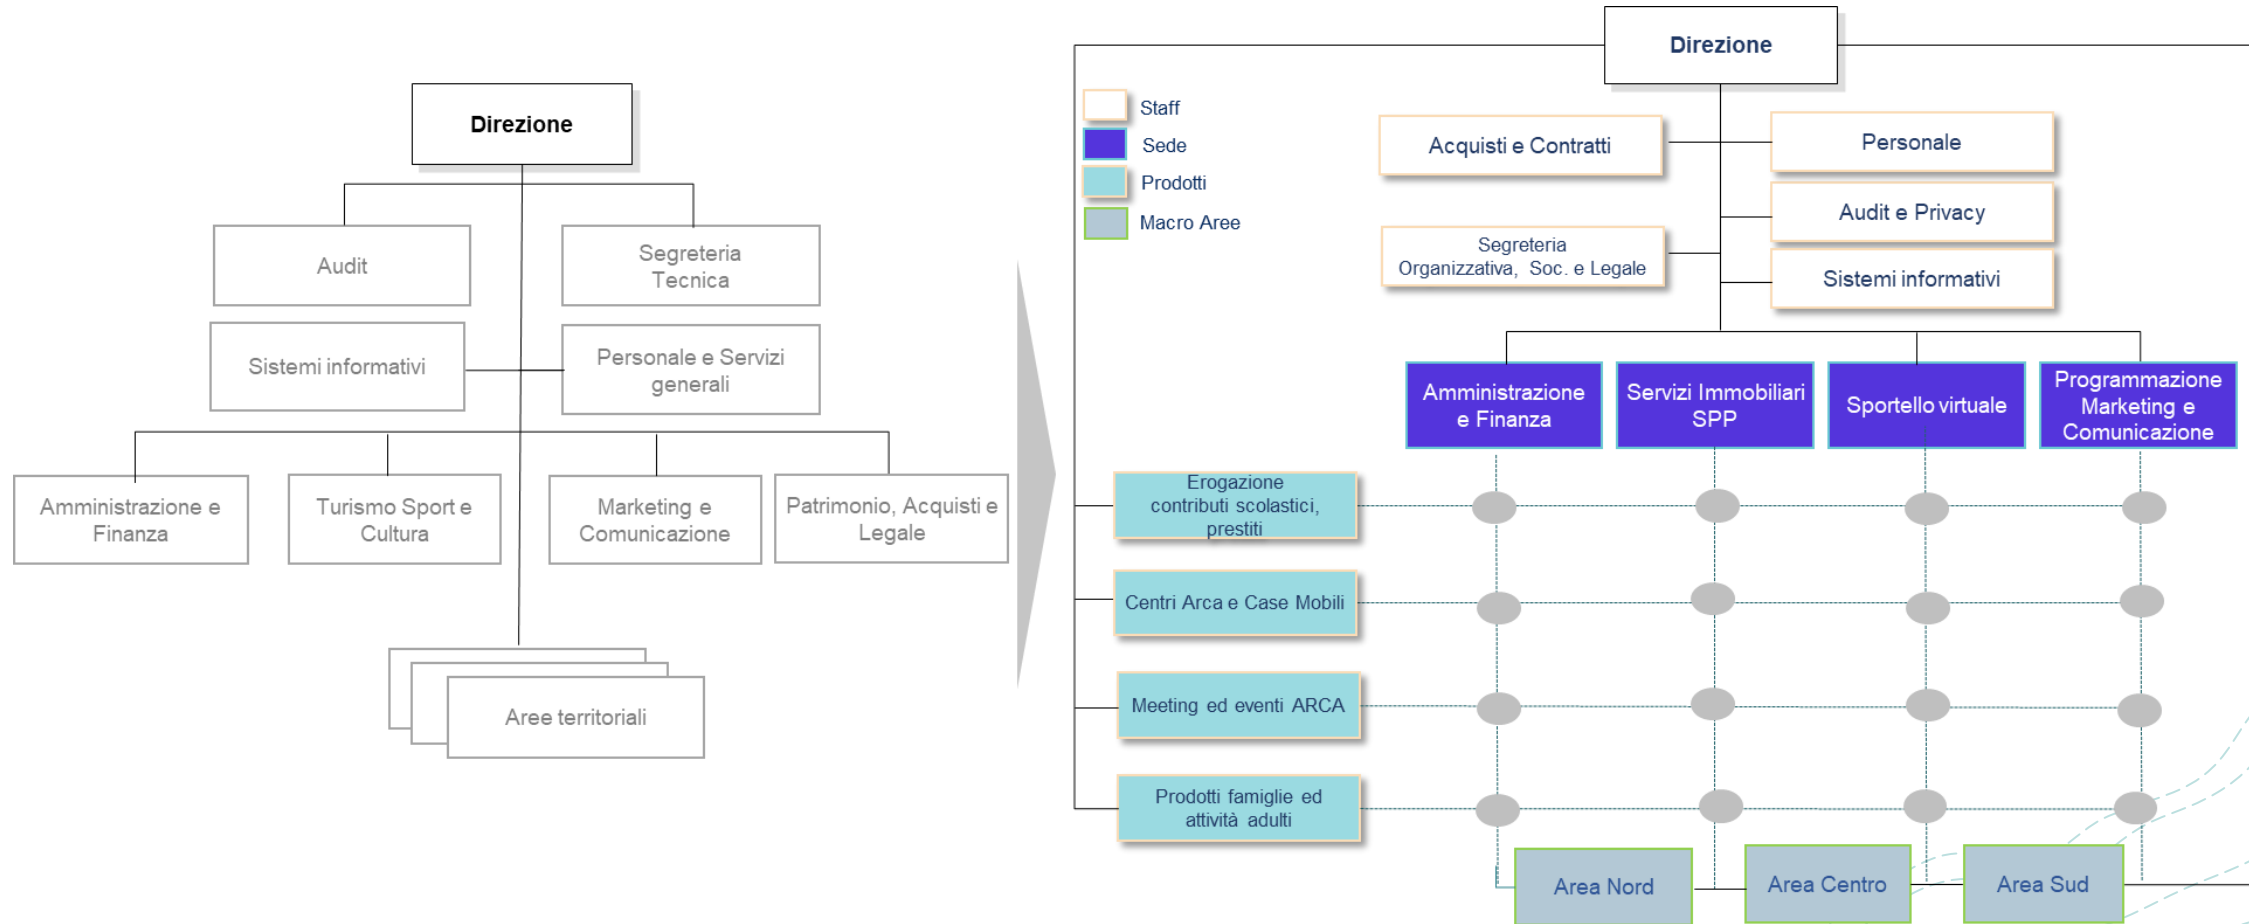 Direzione
Audit
Segreteria
Tecnica
Sistemi informativi
Personale e Servizi
generali
Amministrazione e
Finanza
Turismo Sport e
Cultura
Marketing e
Comunicazione
Patrimonio, Acquisti e
Legale
Aree territoriali
Direzione
Staff
Sede
Prodotti
Macro Aree
Acquisti e Contratti
Personale
Audit e Privacy
Segreteria
Organizzativa, Soc. e Legale
Sistemi informativi
Amministrazione
e Finanza
Servizi Immobiliari
SPP
Sportello virtuale
Programmazione
Marketing e
Comunicazione
Erogazione
contributi scolastici,
prestiti
Centri Arca e Case Mobili
Meeting ed eventi ARCA
Prodotti famiglie ed
attività adulti
Area Nord
Area Centro
Area Sud